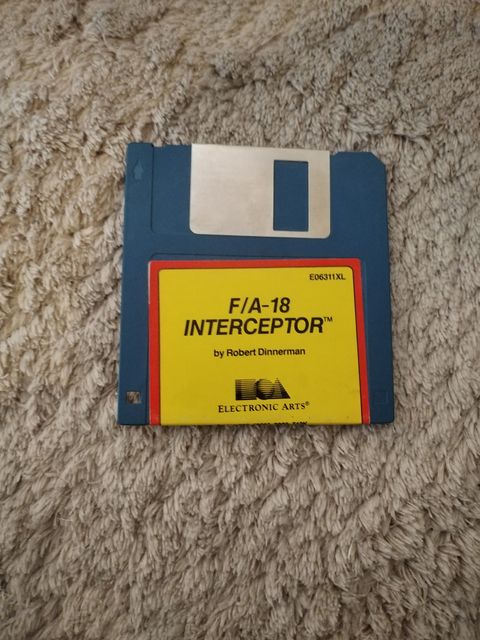 E06311XL
F/A-18
INTERCEPTOR™
by Robert Dinnerman
ELECTRONIC ARTS®